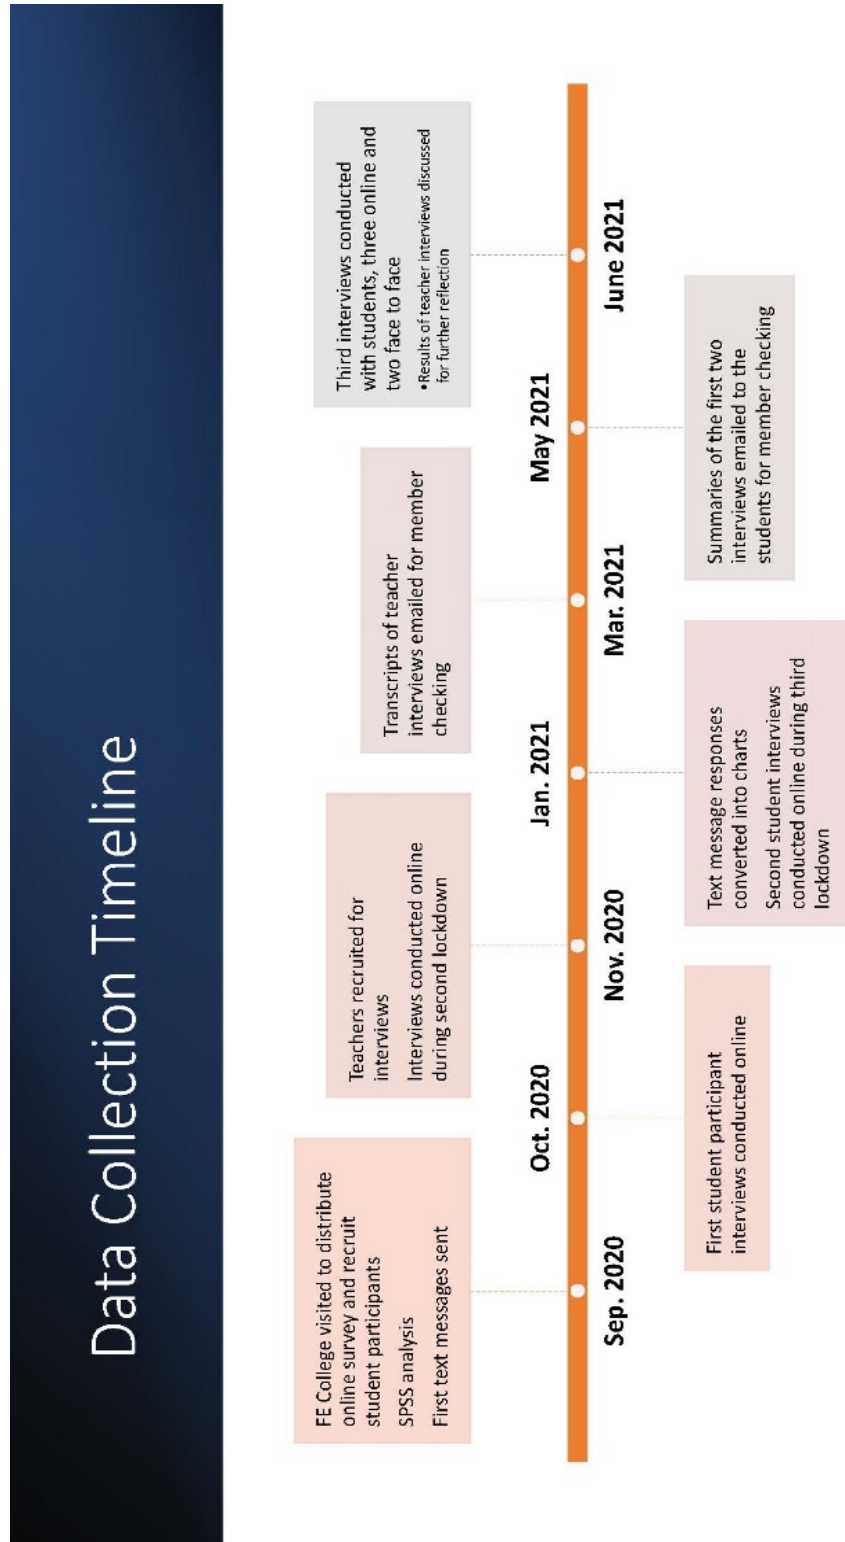 Data Collection Timeline
FE College visited to distribute
online survey and recruit
student participants
SPSS analysis
First text messages sent
Sep. 2020
Oct. 2020
First student participant
interviews conducted online
Teachers recruited for
interviews
Interviews conducted online
during second lockdown
Nov. 2020
Jan. 2021
Text message responses
converted into charts
Second student interviews
conducted online during third
lockdown
Transcripts of teacher
interviews emailed for member
checking
Mar. 2021
May 2021
Summaries of the first two
interviews emailed to the
students for member checking
Third interviews conducted
with students, three online and
two face to face
•Results of teacher interviews discussed
for further reflection
June 2021